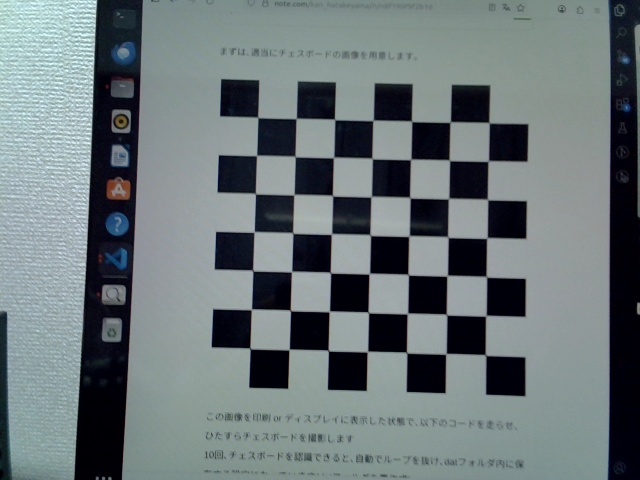 まずは、適当にチェスボードの画像を用意します。
この画像を印刷 or ディスプレイに表示した状態で、以下のコードを走らせ、
ひたすらチェスボードを撮影します
10回、チェスボードを認識できると、自動でループを抜け、datフォルダ内に保